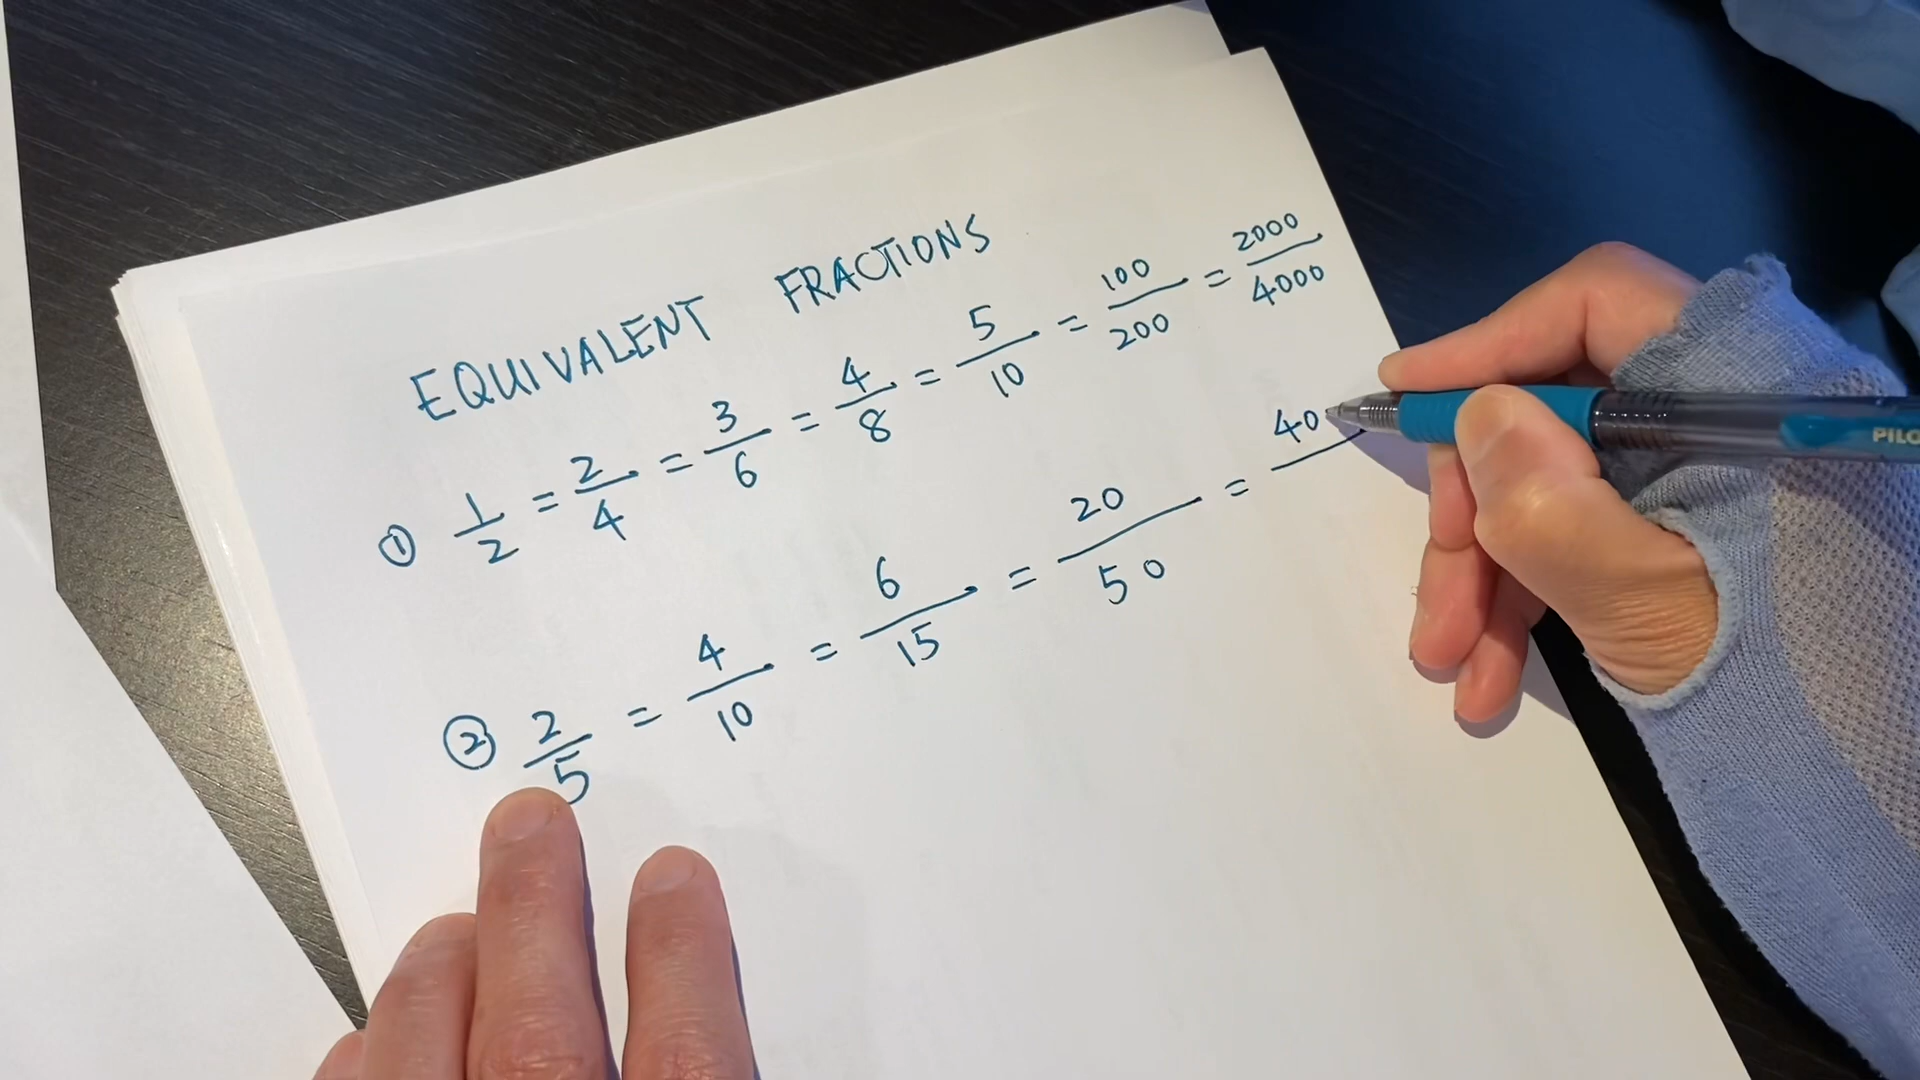 EQUIVALENT FRACTIONS
① 1/2 = 2/4 = 3/6 = 4/8 = 5/10 = 100/200 = 2000/4000
② 2/5 = 4/10 = 6/15 = 20/50 = 40
PILO